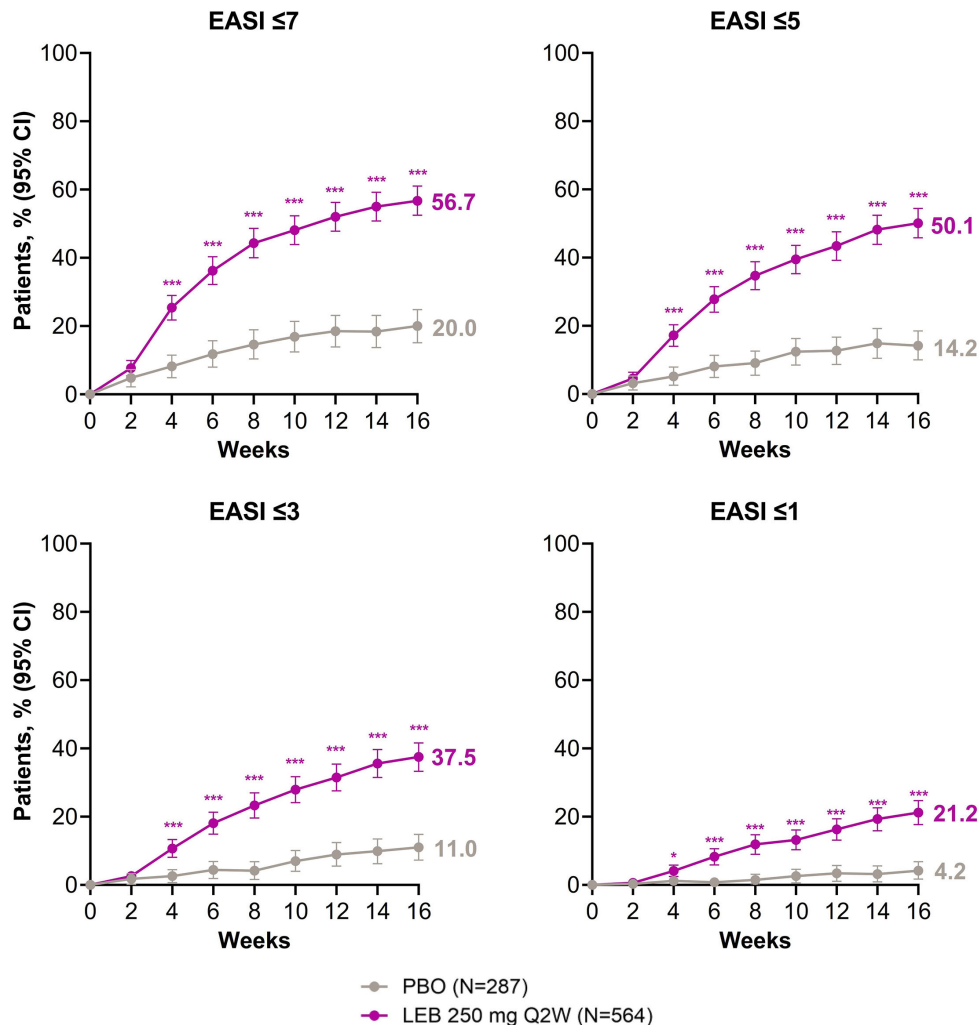 EASI ≤7
100
80
60
40
20
0
Patients, % (95% CI)
*** *** *** *** *** *** ***
56.7
20.0
0 2 4 6 8 10 12 14 16
Weeks
EASI ≤5
100
80
60
40
20
0
*** *** *** *** *** *** ***
50.1
14.2
0 2 4 6 8 10 12 14 16
Weeks
EASI ≤3
100
80
60
40
20
0
Patients, % (95% CI)
*** *** *** *** *** *** ***
37.5
11.0
0 2 4 6 8 10 12 14 16
Weeks
EASI ≤1
100
80
60
40
20
0
* *** *** *** *** *** ***
21.2
4.2
0 2 4 6 8 10 12 14 16
Weeks
PBO (N=287)
LEB 250 mg Q2W (N=564)